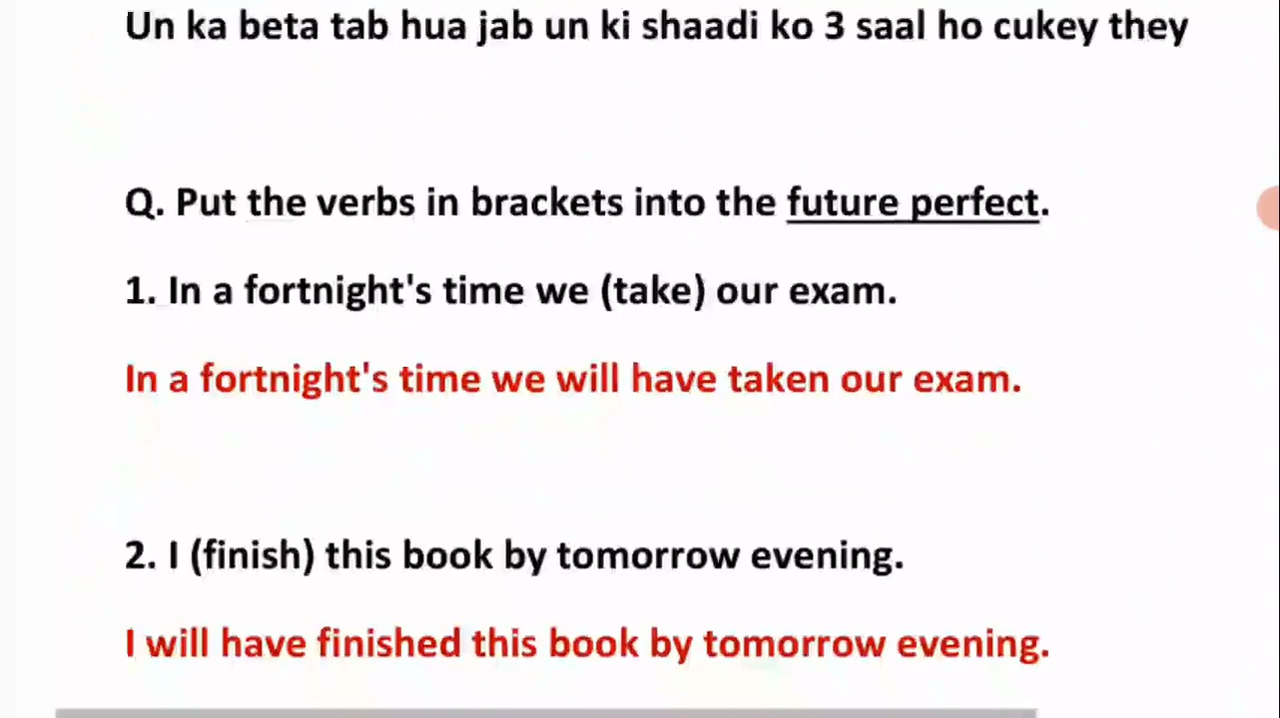 Un ka beta tab hua jab un ki shaadi ko 3 saal ho cukey they
Q. Put the verbs in brackets into the future perfect.
1. In a fortnight's time we (take) our exam.
In a fortnight's time we will have taken our exam.
2. I (finish) this book by tomorrow evening.
I will have finished this book by tomorrow evening.